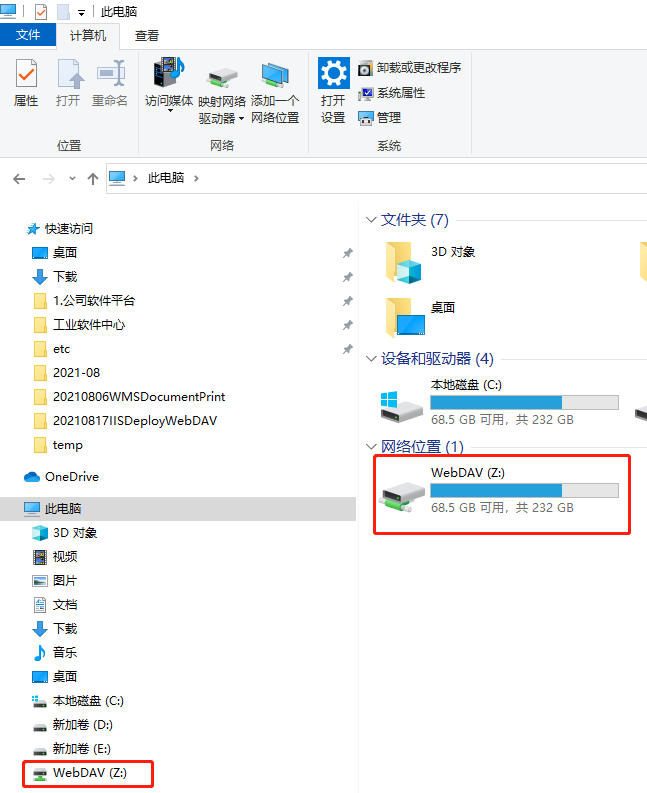 此电脑
文件 计算机 查看
属性 打开 重命名 访问媒体 映射网络驱动器 添加一个网络位置 打开设置 卸载或更改程序
系统属性
管理
位置 网络 系统
此电脑
快速访问
桌面
下载
1.公司软件平台
工业软件中心
etc
2021-08
20210806WMSDocumentPrint
20210817IISDeployWebDAV
temp
OneDrive
此电脑
3D 对象
视频
图片
文档
下载
音乐
桌面
本地磁盘 (C:)
新加卷 (D:)
新加卷 (E:)
WebDAV (Z:)
文件夹 (7)
3D 对象
桌面
设备和驱动器 (4)
本地磁盘 (C:)
68.5 GB 可用，共 232 GB
网络位置 (1)
WebDAV (Z:)
68.5 GB 可用，共 232 GB